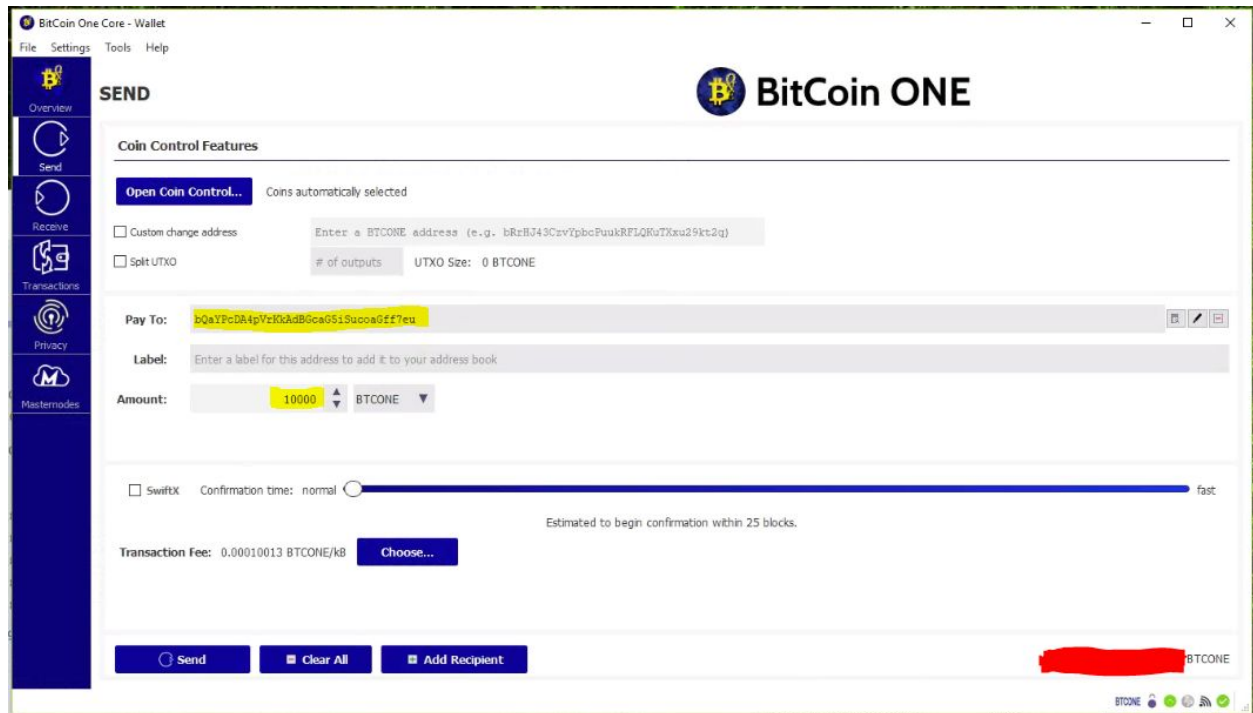 BitCoin One Core - Wallet
File Settings Tools Help
Overview
Send
Receive
Transactions
Privacy
Masternodes
SEND
BitCoin ONE
Coin Control Features
Open Coin Control... Coins automatically selected
Custom change address Enter a BTCONE address (e.g. bRrHJ43CzvYpbcPuukRFLQKuTXxu29kt2q)
Split UTXO # of outputs UTXO Size: 0 BTCONE
Pay To: bQaYPcDA4pVrKkAdBGcaG5iSucoaGff7eu
Label: Enter a label for this address to add it to your address book
Amount: 10000 BTCONE
SwiftX Confirmation time: normal fast
Estimated to begin confirmation within 25 blocks.
Transaction Fee: 0.00010013 BTCONE/kB Choose...
Send Clear All Add Recipient BTCONE
BTCONE